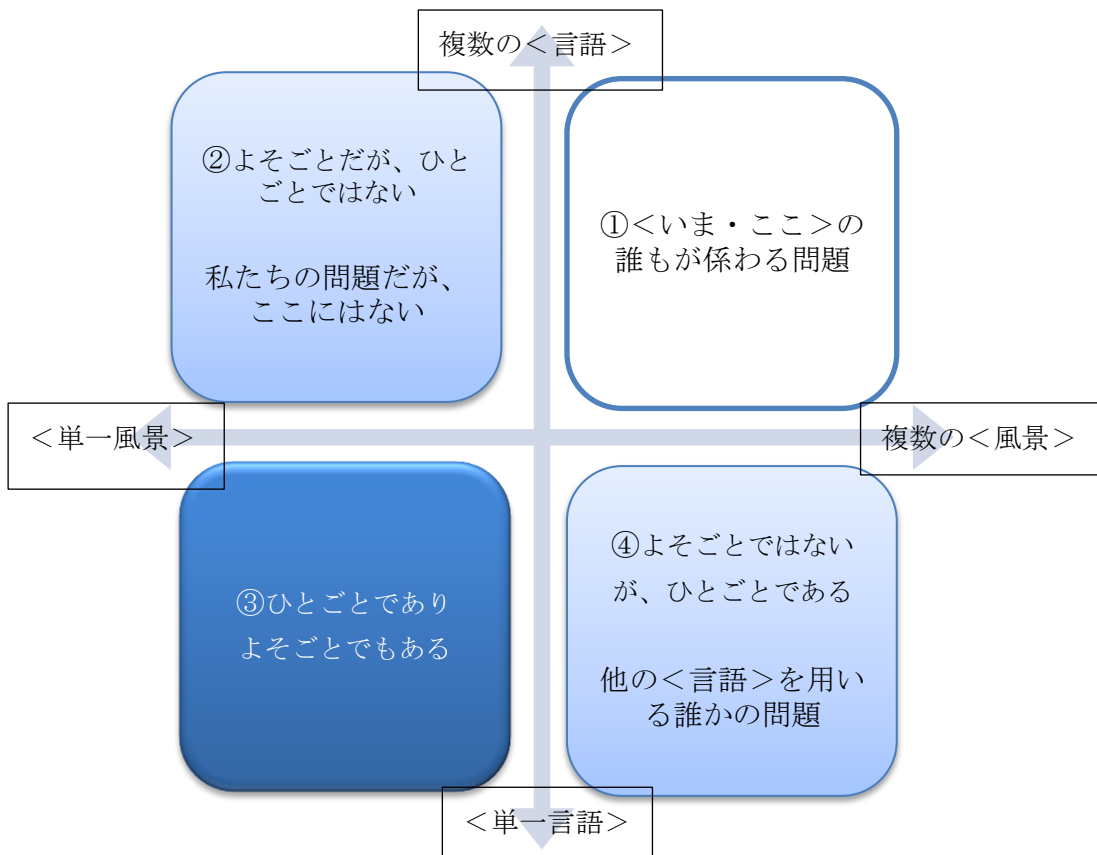 複数の＜言語＞
②よそごとだが、ひと
ごとではない
私たちの問題だが、
ここにはない
①＜いま・ここ＞の
誰もが係わる問題
＜単一風景＞
複数の＜風景＞
③ひとごとであり
よそごとでもある
④よそごとではない
が、ひとごとである
他の＜言語＞を用い
る誰かの問題
＜単一言語＞